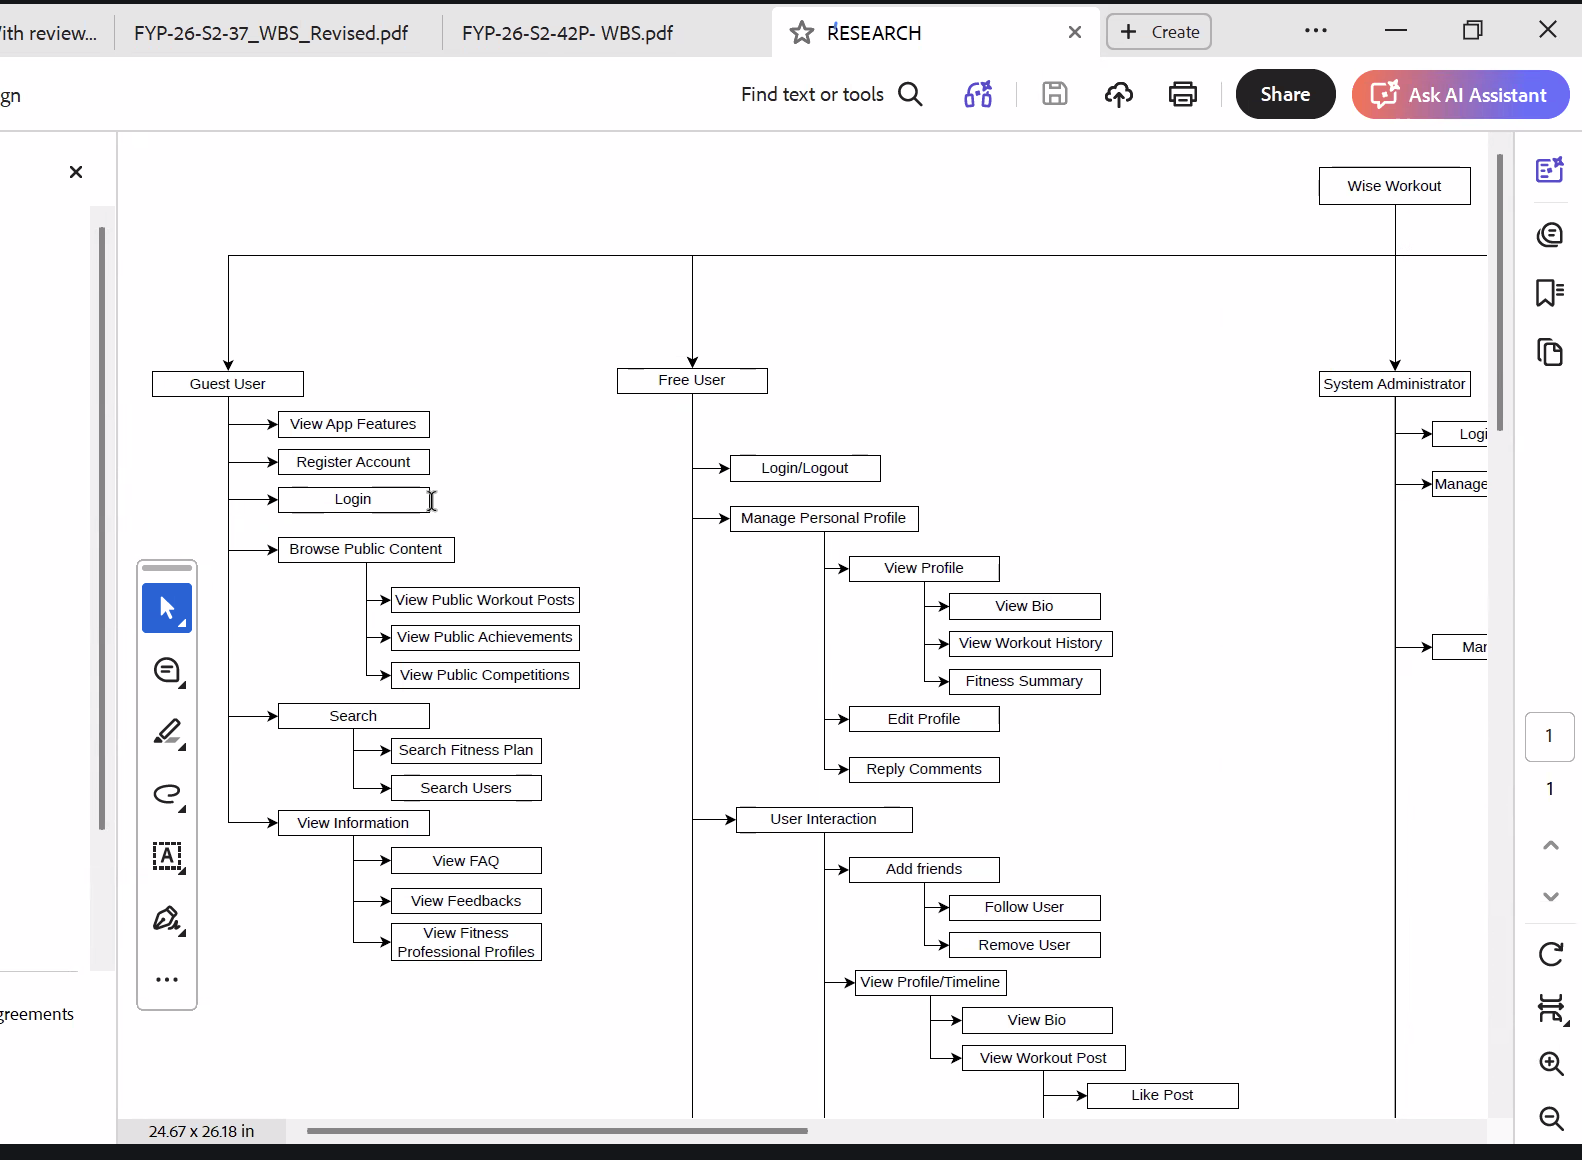 ith review...
FYP-26-S2-37_WBS_Revised.pdf
FYP-26-S2-42P- WBS.pdf
RESEARCH
Create
gn
Find text or tools
Share
Ask AI Assistant
Wise Workout
Guest User
Free User
System Administrator
View App Features
Register Account
Login
Browse Public Content
View Public Workout Posts
View Public Achievements
View Public Competitions
Search
Search Fitness Plan
Search Users
View Information
View FAQ
View Feedbacks
View Fitness
Professional Profiles
Login/Logout
Manage Personal Profile
View Profile
View Bio
View Workout History
Fitness Summary
Edit Profile
Reply Comments
User Interaction
Add friends
Follow User
Remove User
View Profile/Timeline
View Bio
View Workout Post
Like Post
Logi
Manage
Mar
1
1
greements
24.67 x 26.18 in